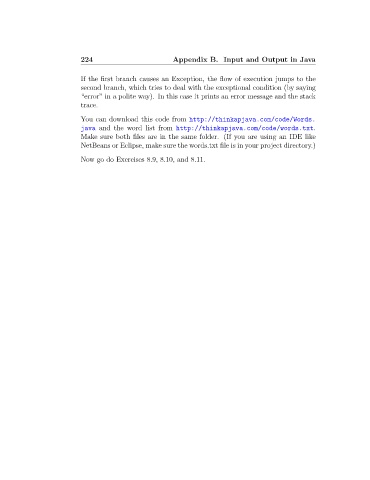 224 Appendix B. Input and Output in Java
If the first branch causes an Exception, the flow of execution jumps to the
second branch, which tries to deal with the exceptional condition (by saying
“error” in a polite way). In this case it prints an error message and the stack
trace.
You can download this code from http://thinkapjava.com/code/Words.
java and the word list from http://thinkapjava.com/code/words.txt.
Make sure both files are in the same folder. (If you are using an IDE like
NetBeans or Eclipse, make sure the words.txt file is in your project directory.)
Now go do Exercises 8.9, 8.10, and 8.11.